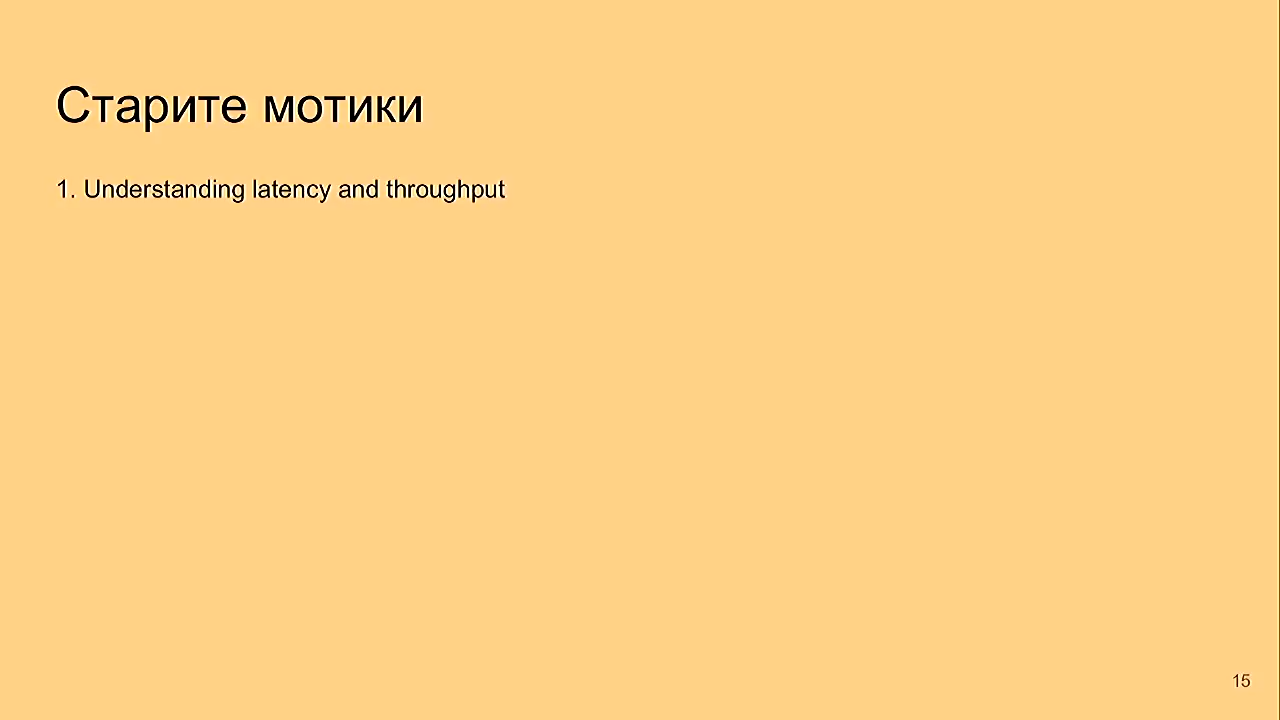 Старите мотики
1. Understanding latency and throughput
15